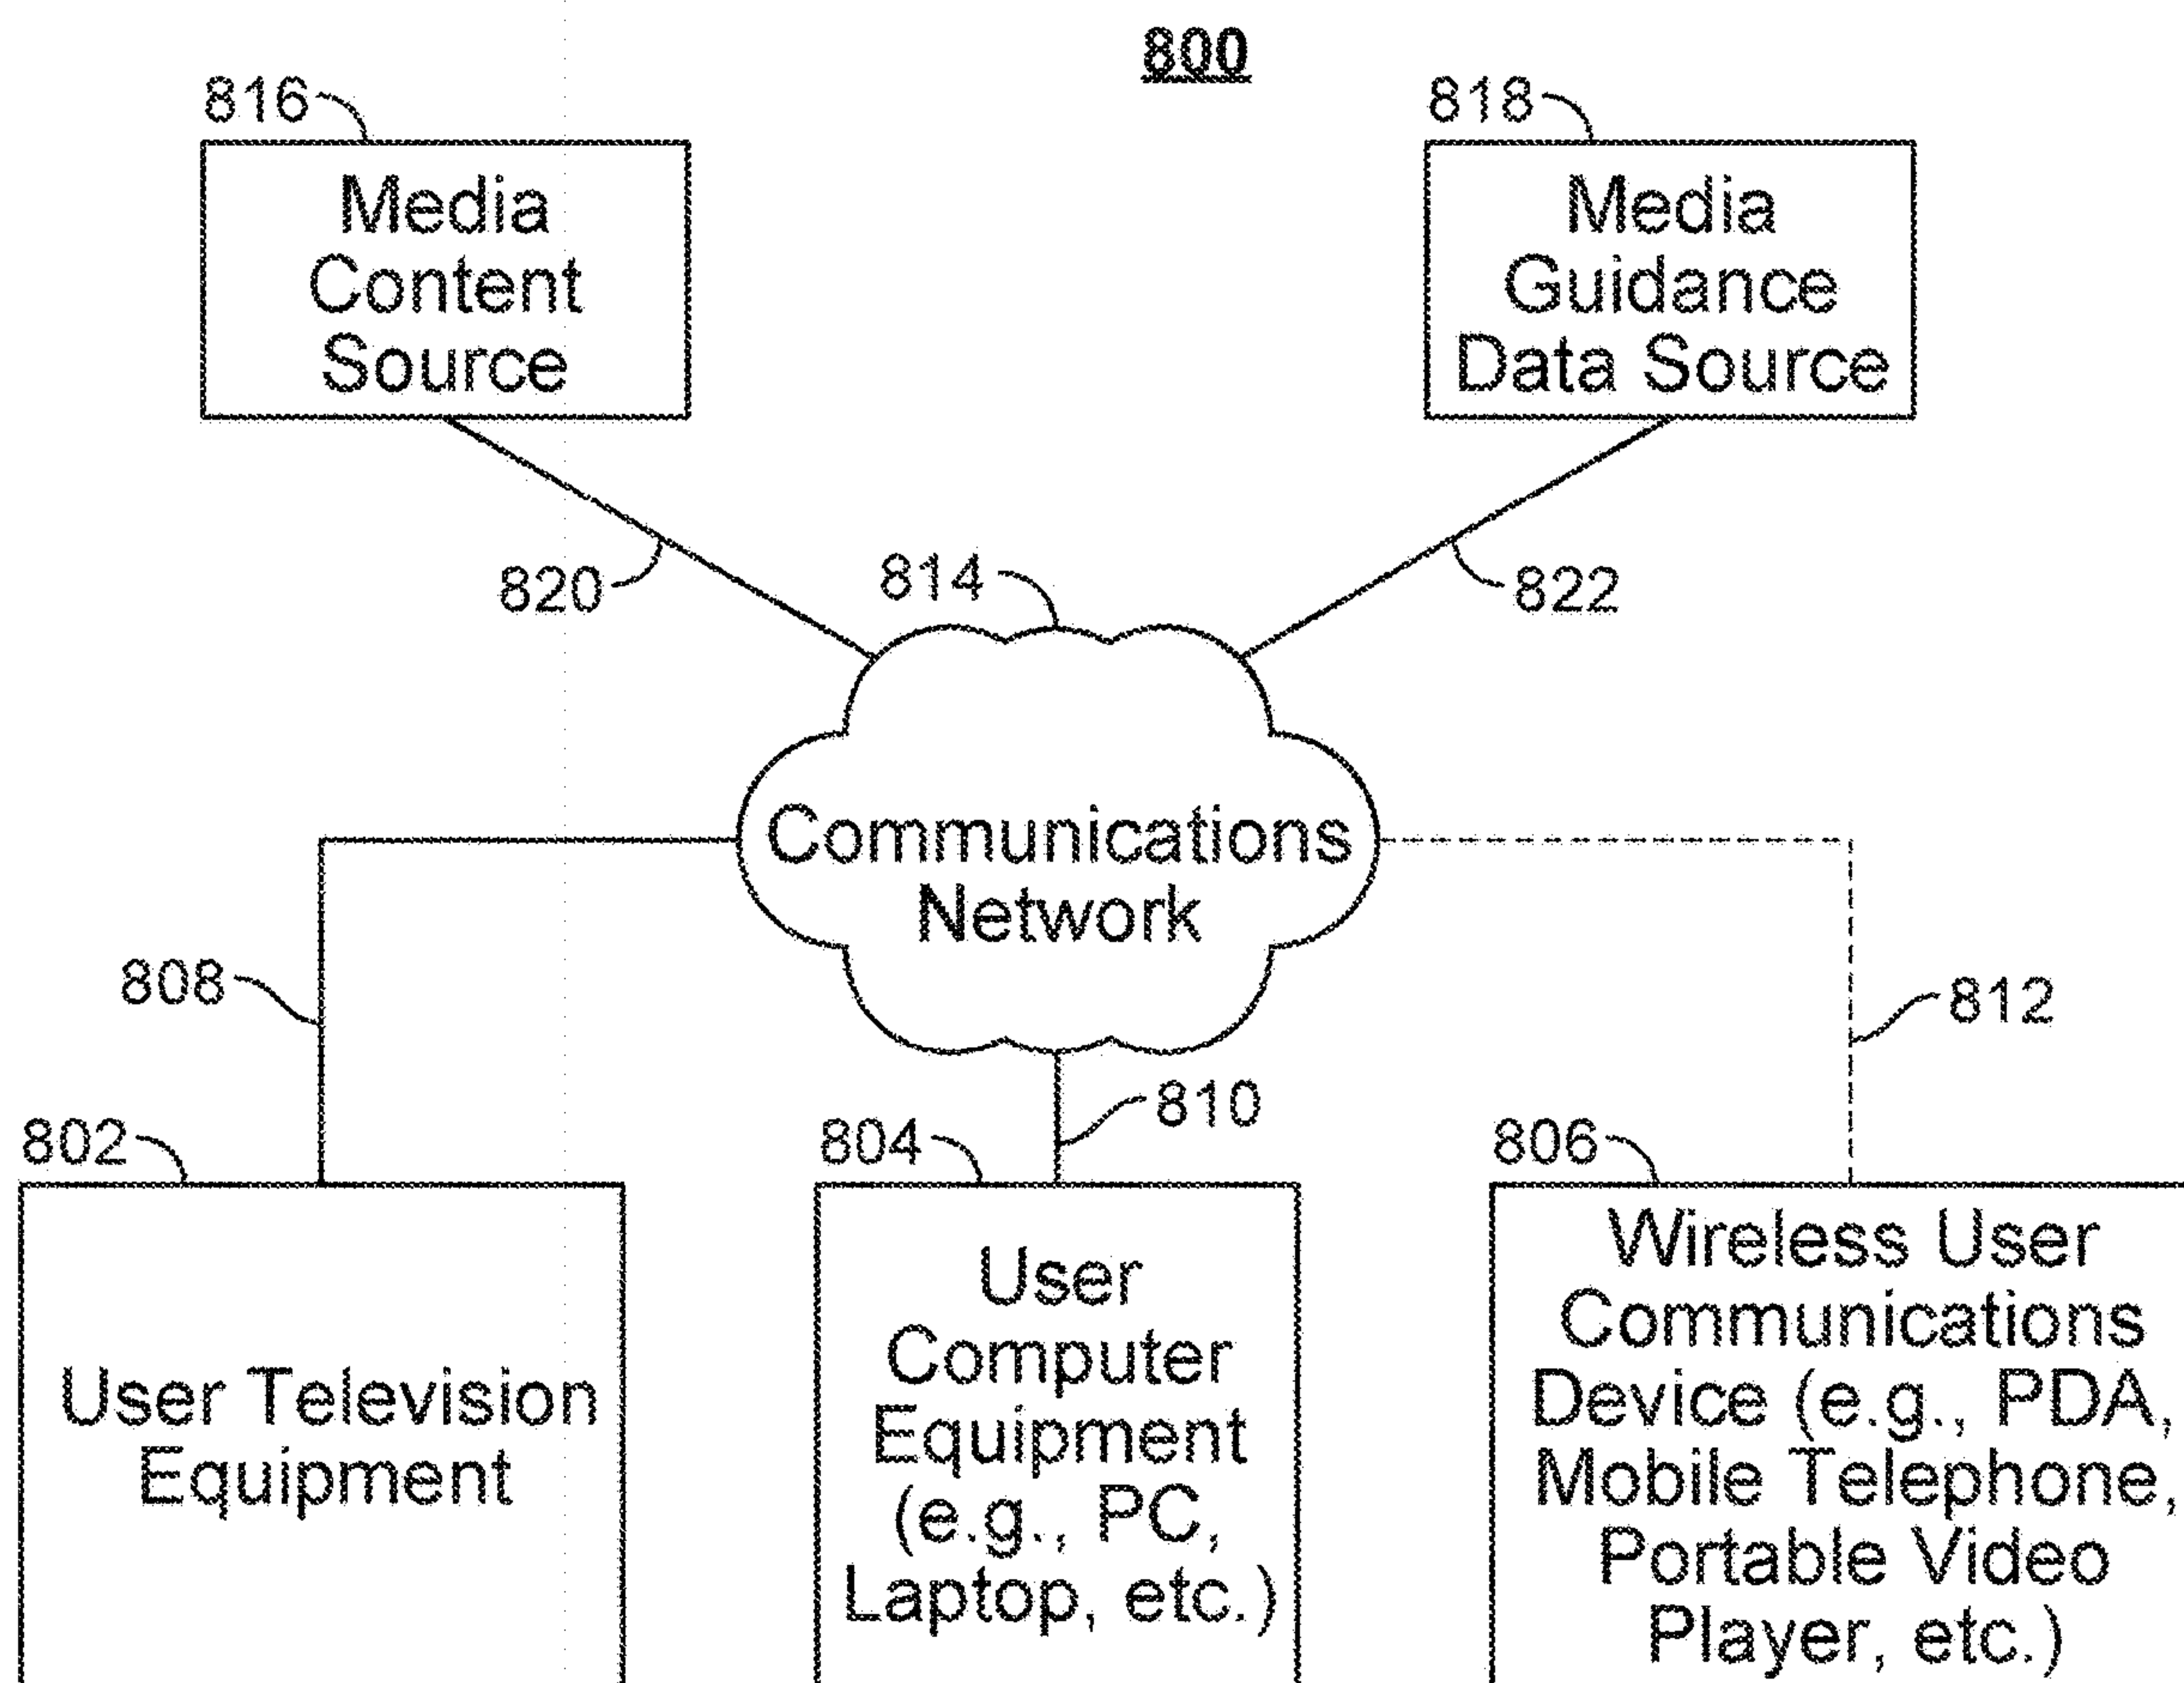 800
816
818
Media
Content
Source
Media
Guidance
Data Source
820
814
822
Communications
Network
808
812
810
802
804
806
User Television
Equipment
User
Computer
Equipment
(e.g., PC,
Laptop, etc.)
Wireless User
Communications
Device (e.g., PDA,
Mobile Telephone,
Portable Video
Player, etc.)